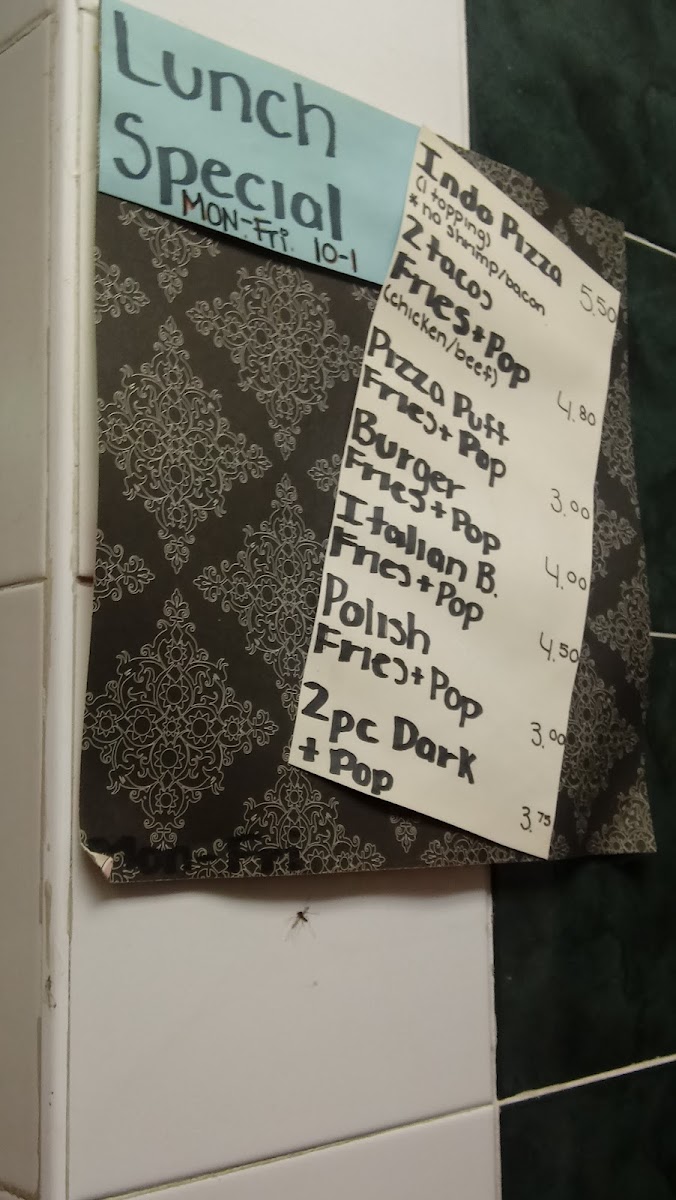 Lunch
Special
MON-Fri. 10-1
Indo Pizza
(1 topping) 5.50
*no shrimp/bacon
2 tacos
Fries+Pop
(chicken/beef) 4.80
Pizza Puff
Fries+Pop 3.00
Burger
Fries+Pop 4.00
Italian B.
Fries+Pop 4.50
Polish
Fries+Pop 3.00
2pc Dark
+ Pop 3.75
Mon-Fri